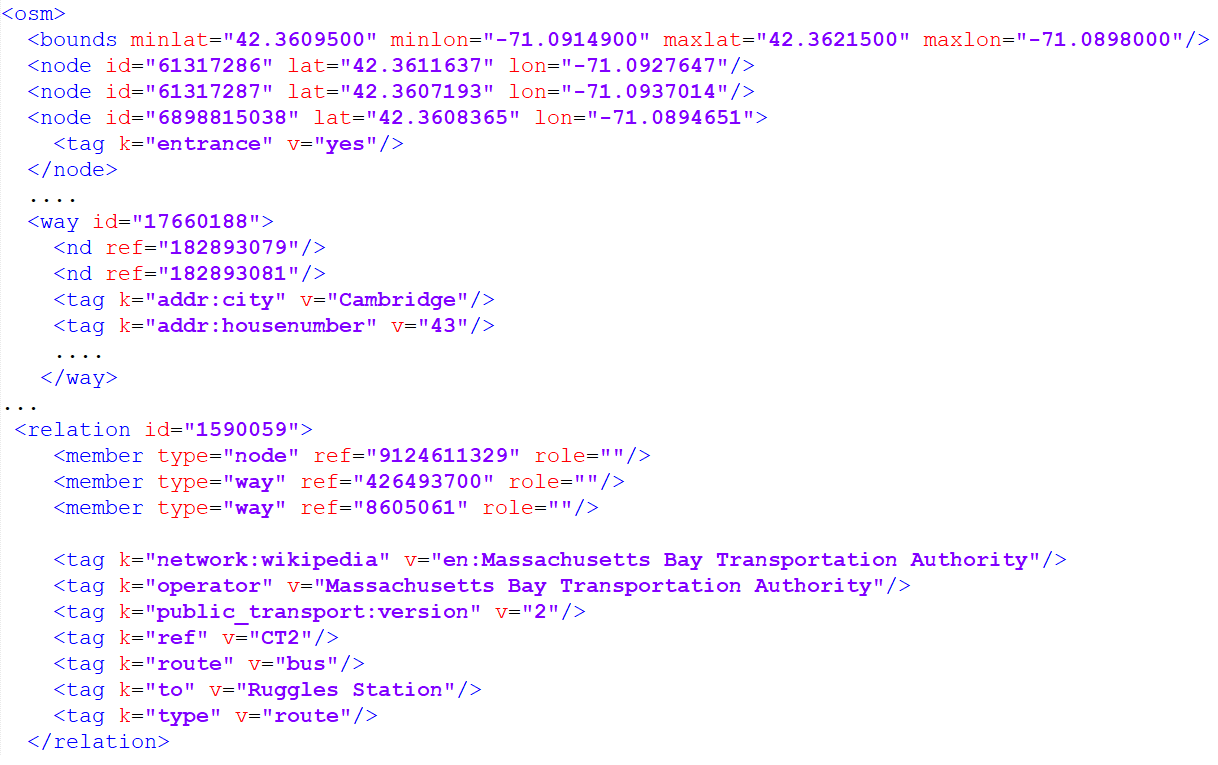 <osm>
<bounds minlat="42.3609500" minlon="-71.0914900" maxlat="42.3621500" maxlon="-71.0898000"/>
<node id="61317286" lat="42.3611637" lon="-71.0927647"/>
<node id="61317287" lat="42.3607193" lon="-71.0937014"/>
<node id="6898815038" lat="42.3608365" lon="-71.0894651">
<tag k="entrance" v="yes"/>
</node>
....
<way id="17660188">
<nd ref="182893079"/>
<nd ref="182893081"/>
<tag k="addr:city" v="Cambridge"/>
<tag k="addr:housenumber" v="43"/>
....
</way>
...
<relation id="1590059">
<member type="node" ref="9124611329" role=""/>
<member type="way" ref="426493700" role=""/>
<member type="way" ref="8605061" role=""/>
<tag k="network:wikipedia" v="en:Massachusetts Bay Transportation Authority"/>
<tag k="operator" v="Massachusetts Bay Transportation Authority"/>
<tag k="public_transport:version" v="2"/>
<tag k="ref" v="CT2"/>
<tag k="route" v="bus"/>
<tag k="to" v="Ruggles Station"/>
<tag k="type" v="route"/>
</relation>